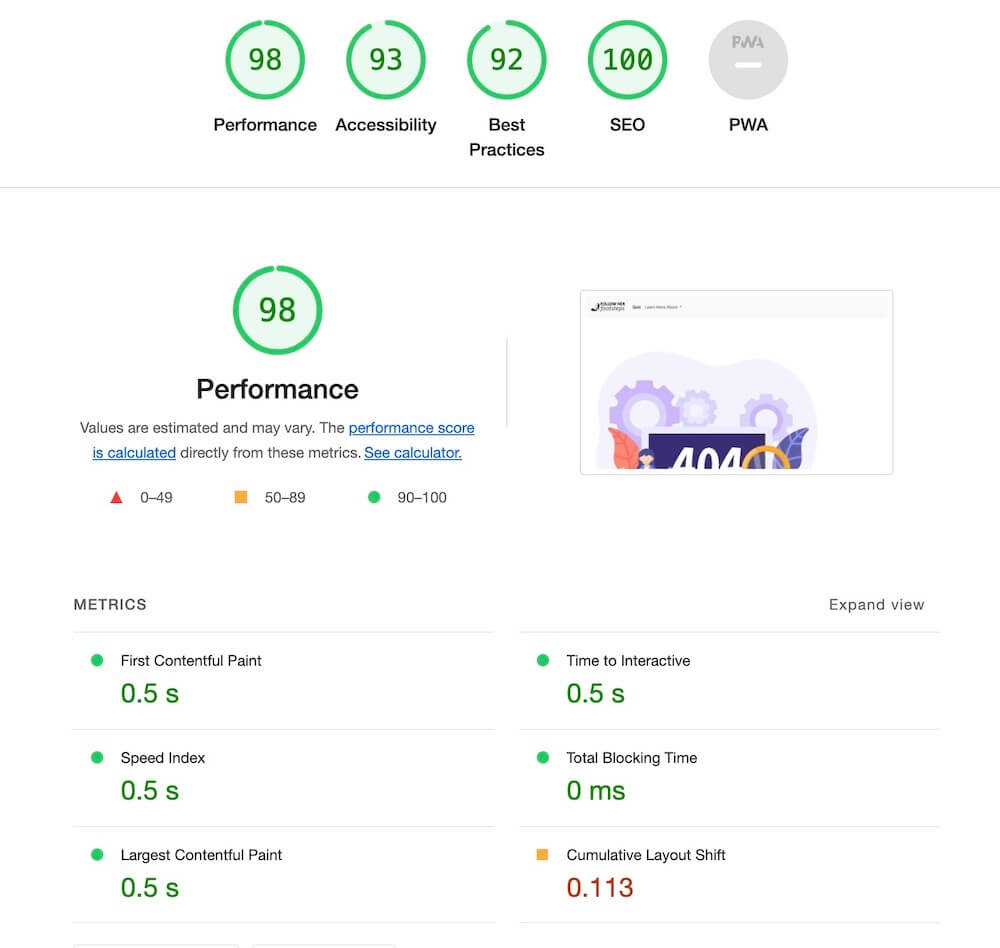 98
93
92
100
PWA
Performance
Accessibility
Best
Practices
SEO
PWA
98
Performance
Values are estimated and may vary. The performance score
is calculated directly from these metrics. See calculator.
0–49
50–89
90–100
FOLLOW HER
footsteps
Quiz
Learn More About
404
METRICS
Expand view
First Contentful Paint
0.5 s
Time to Interactive
0.5 s
Speed Index
0.5 s
Total Blocking Time
0 ms
Largest Contentful Paint
0.5 s
Cumulative Layout Shift
0.113